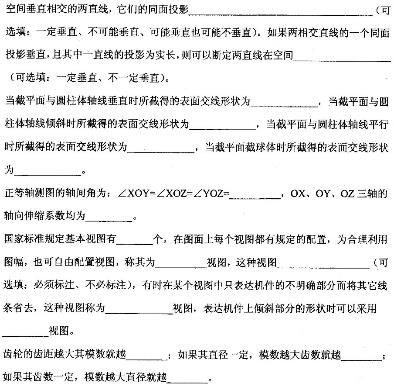 空间垂直相交的两直线，它们的同面投影____________________（可
选填：一定垂直、不可能垂直、可能垂直也可能不垂直）。如果两相交直线的一个同面
投影垂直，且其中一直线的投影为实长，则可以断定两直线在空间____________
（可选填：一定垂直、不一定垂直）。
当截平面与圆柱体轴线垂直时所截得的表面交线形状为__________，当截平面与圆
柱体轴线倾斜时所截得的表面交线形状为__________，当截平面与圆柱体轴线平行
时所截得的表面交线形状为__________，当截平面截球体时所截得的表面交线形状
为__________。
正等轴测图的轴间角为：∠XOY=∠XOZ=∠YOZ=________，OX、OY、OZ 三轴的
轴向伸缩系数均为_______。
国家标准规定基本视图有______个，在图面上每个视图都有规定的配置，为合理利用
图幅，也可自由配置视图，称其为________视图，这种视图______________（可
选填：必须标注、不必标注），有时在某个视图中只表达机件的不明确部分而将其它线
条省去，这种视图称为__________视图，表达机件上倾斜部分的形状时可以采用
_______视图。
齿轮的齿距越大其模数就越______；如果其直径一定，模数越大齿数就越______；
如果其齿数一定，模数越大直径就越______。